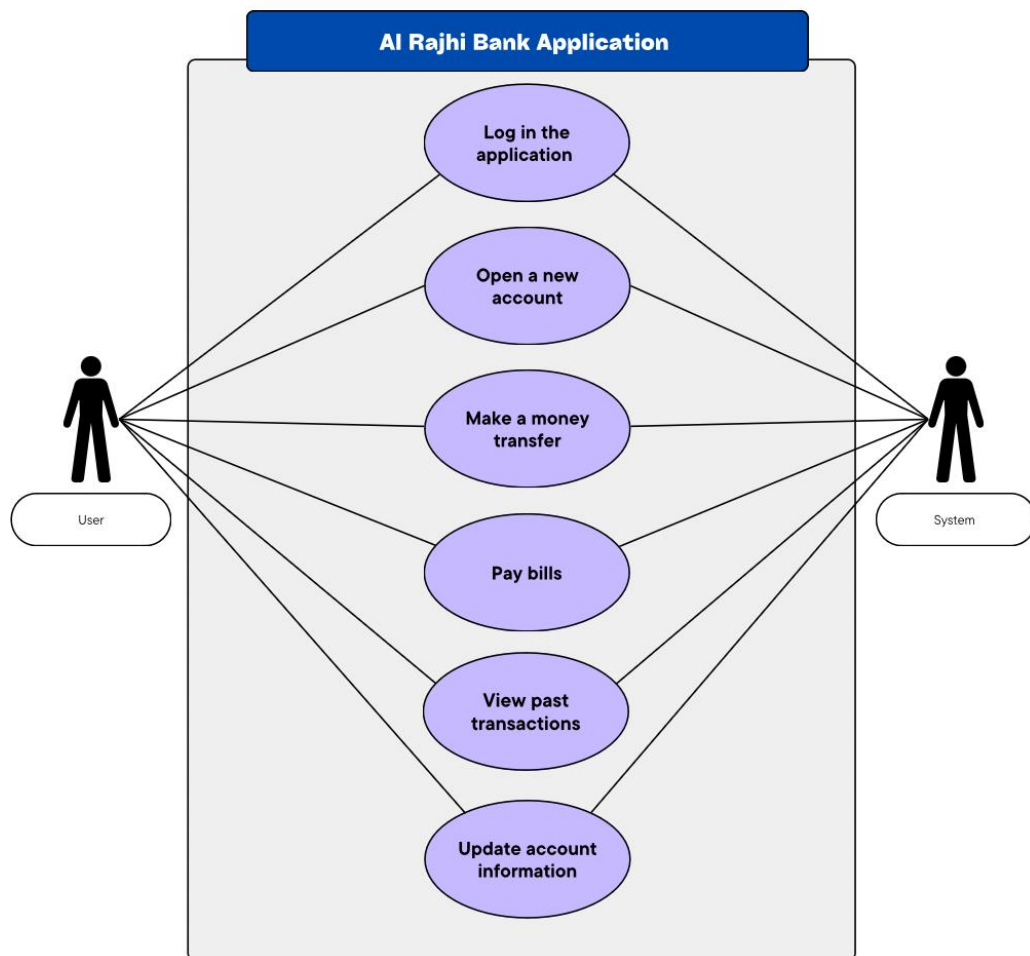 Al Rajhi Bank Application
Log in the
application
Open a new
account
Make a money
transfer
User
System
Pay bills
View past
transactions
Update account
information